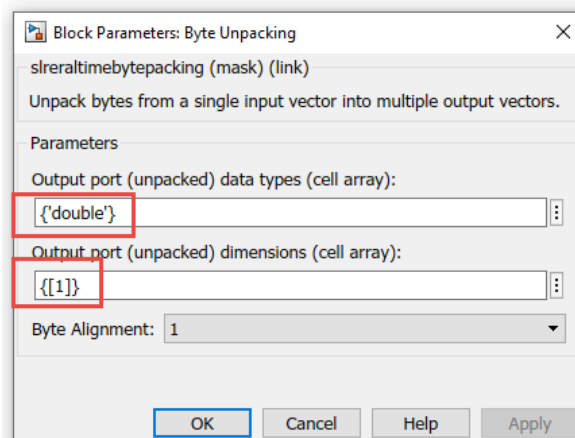 Block Parameters: Byte Unpacking
slreraltimebytepacking (mask) (link)
Unpack bytes from a single input vector into multiple output vectors.
Parameters
Output port (unpacked) data types (cell array):
{'double'}
Output port (unpacked) dimensions (cell array):
{[1]}
Byte Alignment: 1
OK Cancel Help Apply